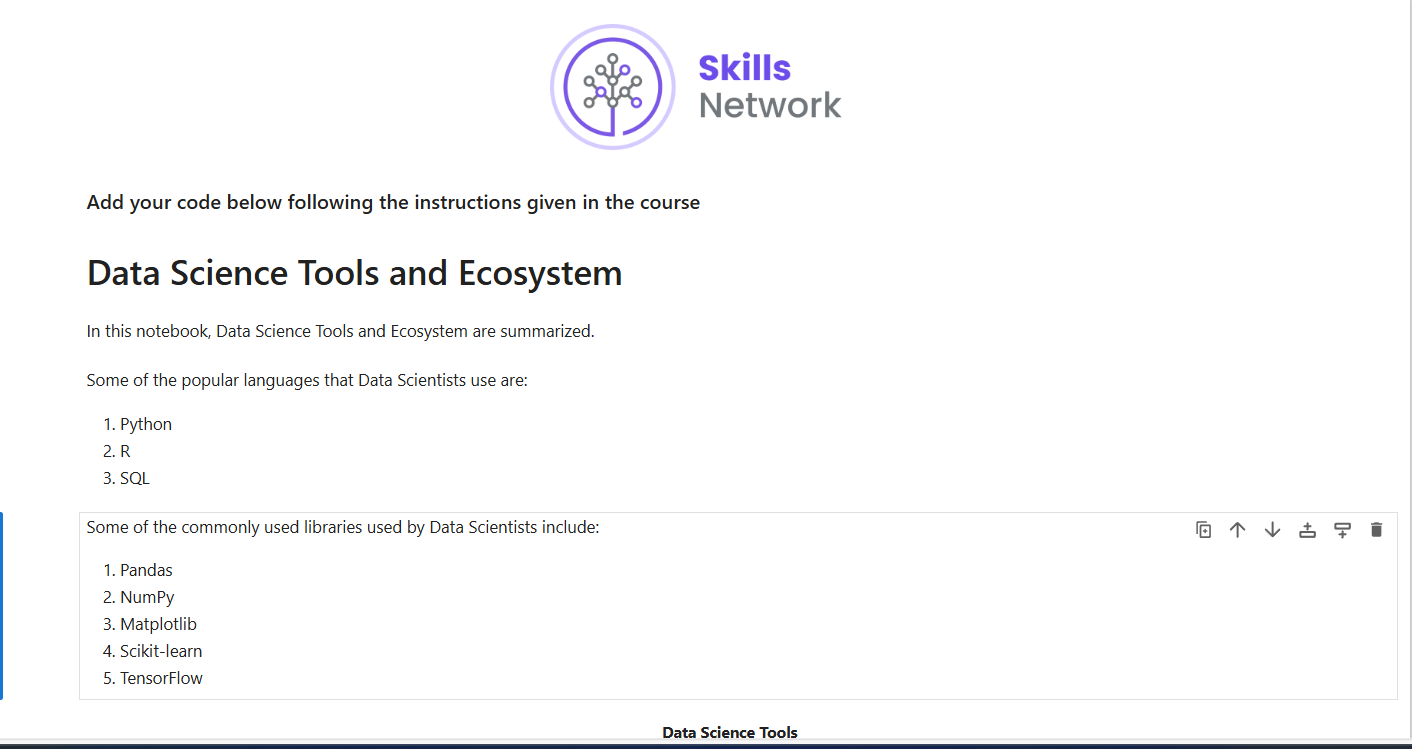 Skills
Network
Add your code below following the instructions given in the course
Data Science Tools and Ecosystem
In this notebook, Data Science Tools and Ecosystem are summarized.
Some of the popular languages that Data Scientists use are:
1. Python
2. R
3. SQL
Some of the commonly used libraries used by Data Scientists include:
1. Pandas
2. NumPy
3. Matplotlib
4. Scikit-learn
5. TensorFlow
Data Science Tools